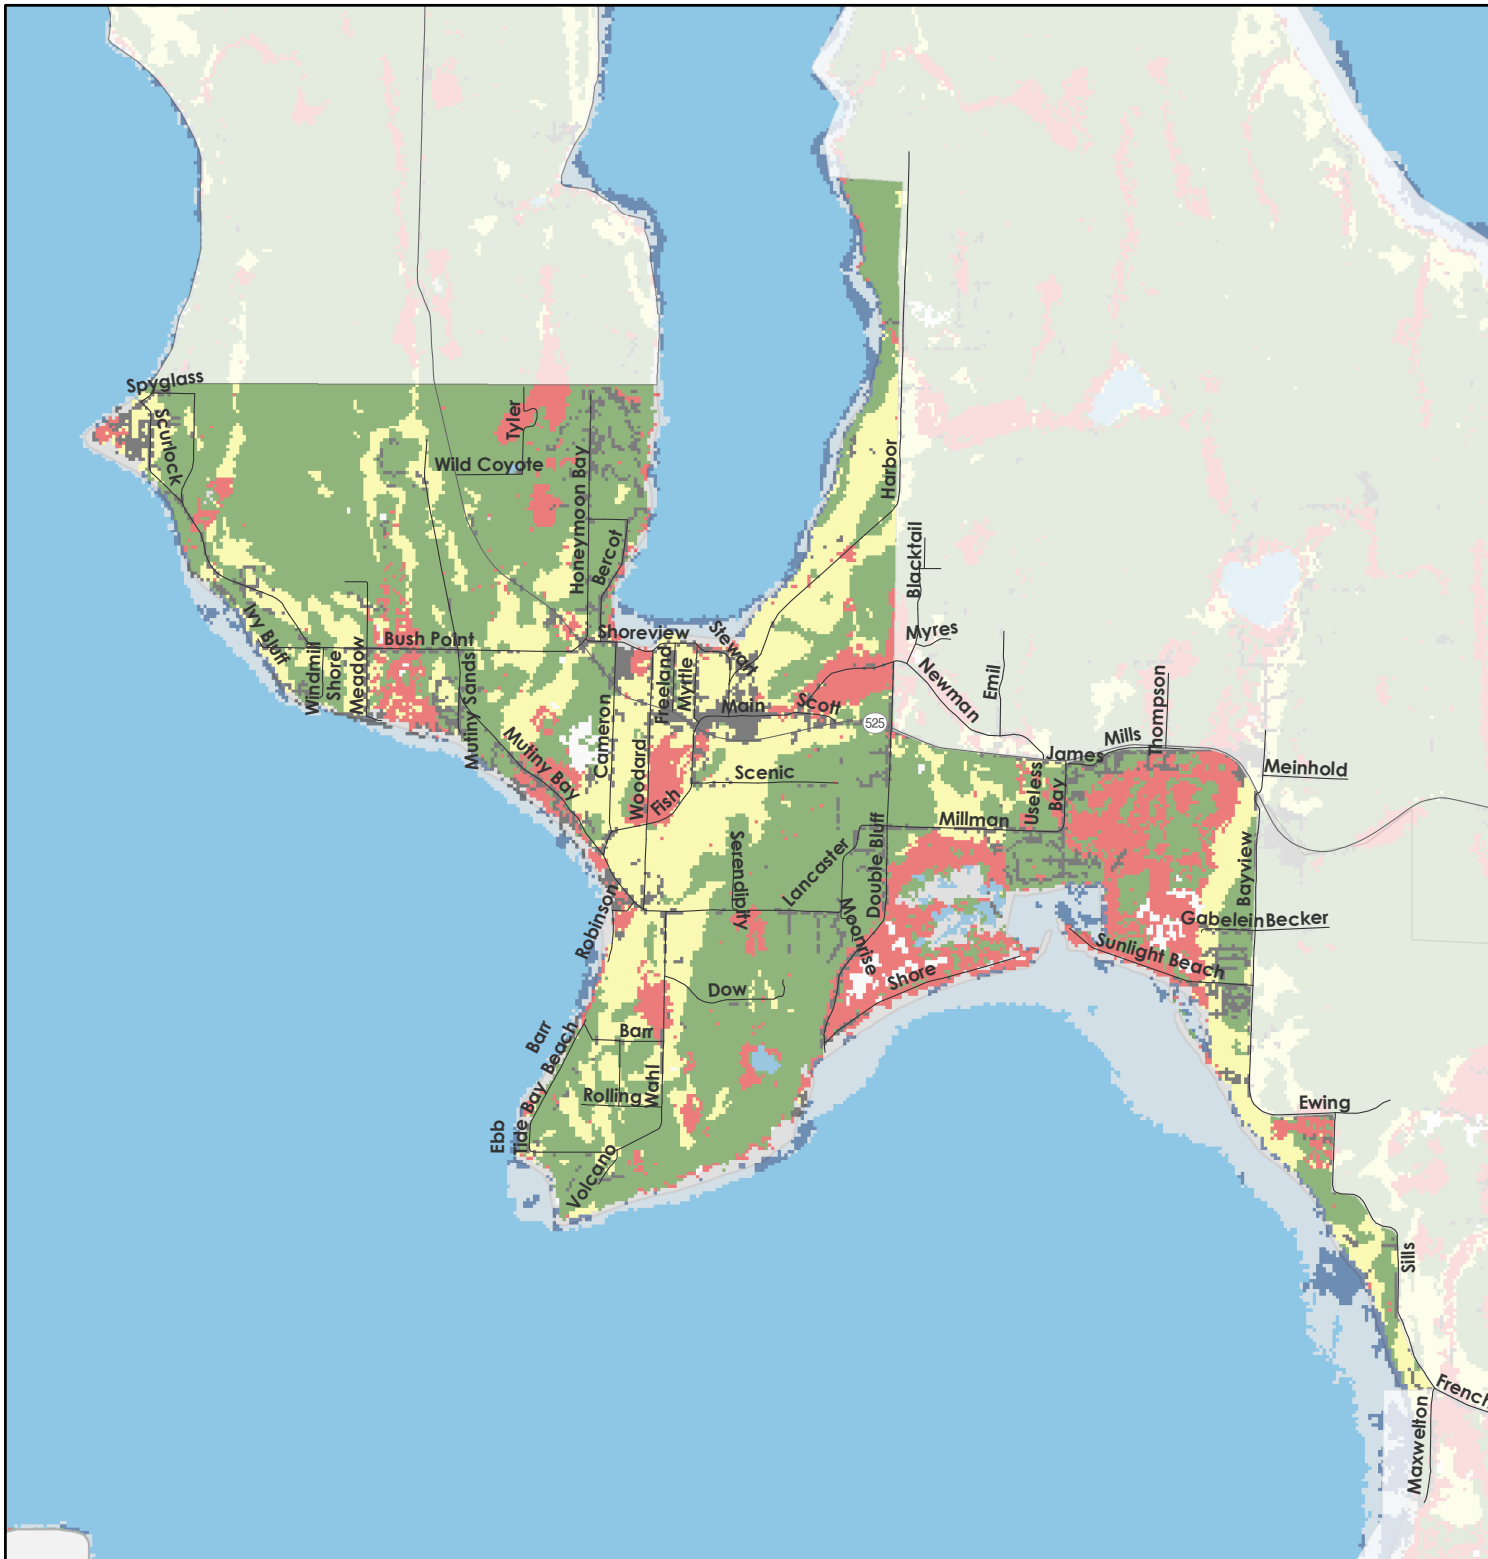 Spyglass
Scurlock
Tyler
Wild Coyote
Honeymoon Bay
Bercot
Harbor
Blacktail
Ivy Bluff
Windmill
Shore
Meadow
Bush Point
Mutiny Sands
Shoreview
Stewart
Freeland
Myrtle
Myres
Newman
Emil
Thompson
Main
Scott
525
Mutiny Bay
Cameron
Woodard
Fish
Scenic
James
Mills
Useless
Bay
Meinhold
Millman
Serendipity
Lancaster
Double Bluff
Moonrise
Bayview
Robinson
Gabelein
Becker
Sunlight Beach
Shore
Dow
Barr
Beach
Barr
Wahl
Rolling
Ebb
Tide
Bay
Volcano
Ewing
Sills
French
Maxwelton